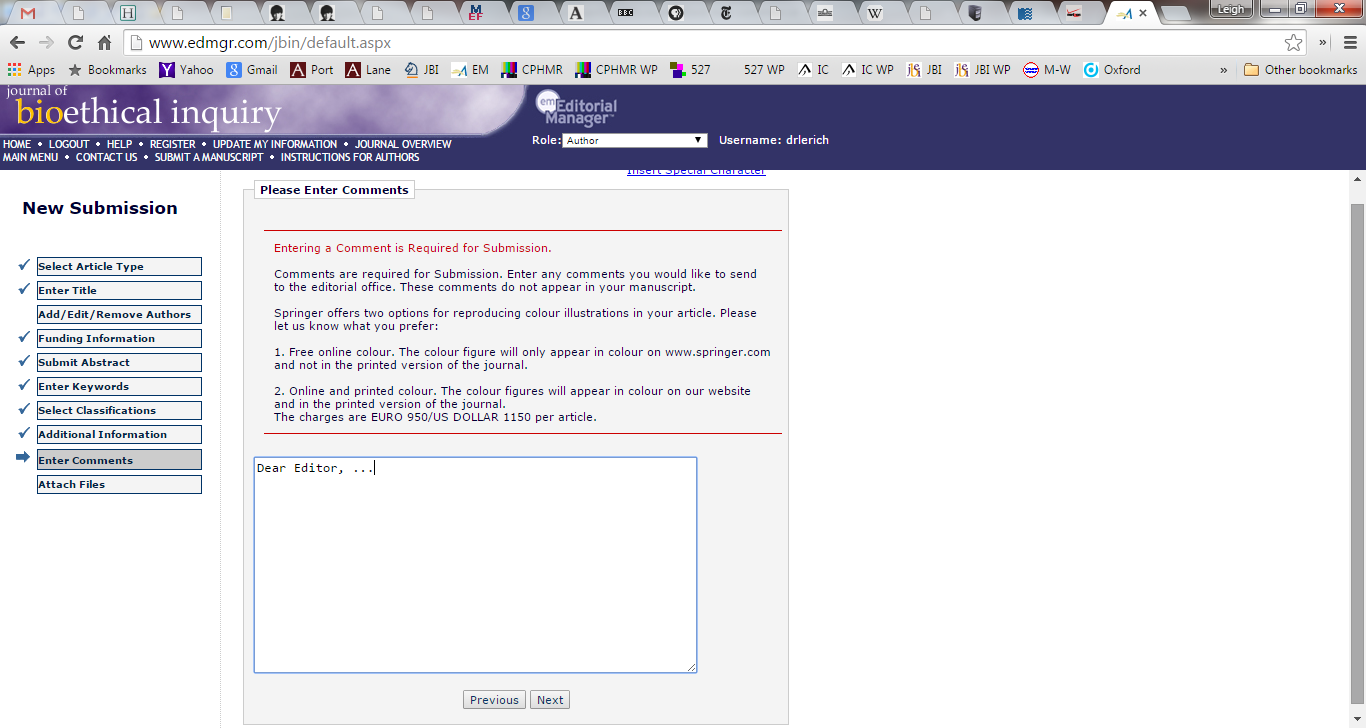 Leigh
www.edmgr.com/jbin/default.aspx
Apps Bookmarks Yahoo Gmail Port Lane JBI EM CPHMR CPHMR WP 527 527 WP IC IC WP JBI JBI WP M-W Oxford » Other bookmarks
journal of
bioethical inquiry
em Editorial
Manager™
Role: Author Username: drlerich
HOME • LOGOUT • HELP • REGISTER • UPDATE MY INFORMATION • JOURNAL OVERVIEW
MAIN MENU • CONTACT US • SUBMIT A MANUSCRIPT • INSTRUCTIONS FOR AUTHORS
Insert Special Character
New Submission
Select Article Type
Enter Title
Add/Edit/Remove Authors
Funding Information
Submit Abstract
Enter Keywords
Select Classifications
Additional Information
Enter Comments
Attach Files
Please Enter Comments
Entering a Comment is Required for Submission.
Comments are required for Submission. Enter any comments you would like to send
to the editorial office. These comments do not appear in your manuscript.
Springer offers two options for reproducing colour illustrations in your article. Please
let us know what you prefer:
1. Free online colour. The colour figure will only appear in colour on www.springer.com
and not in the printed version of the journal.
2. Online and printed colour. The colour figures will appear in colour on our website
and in the printed version of the journal.
The charges are EURO 950/US DOLLAR 1150 per article.
Dear Editor, ...
Previous Next